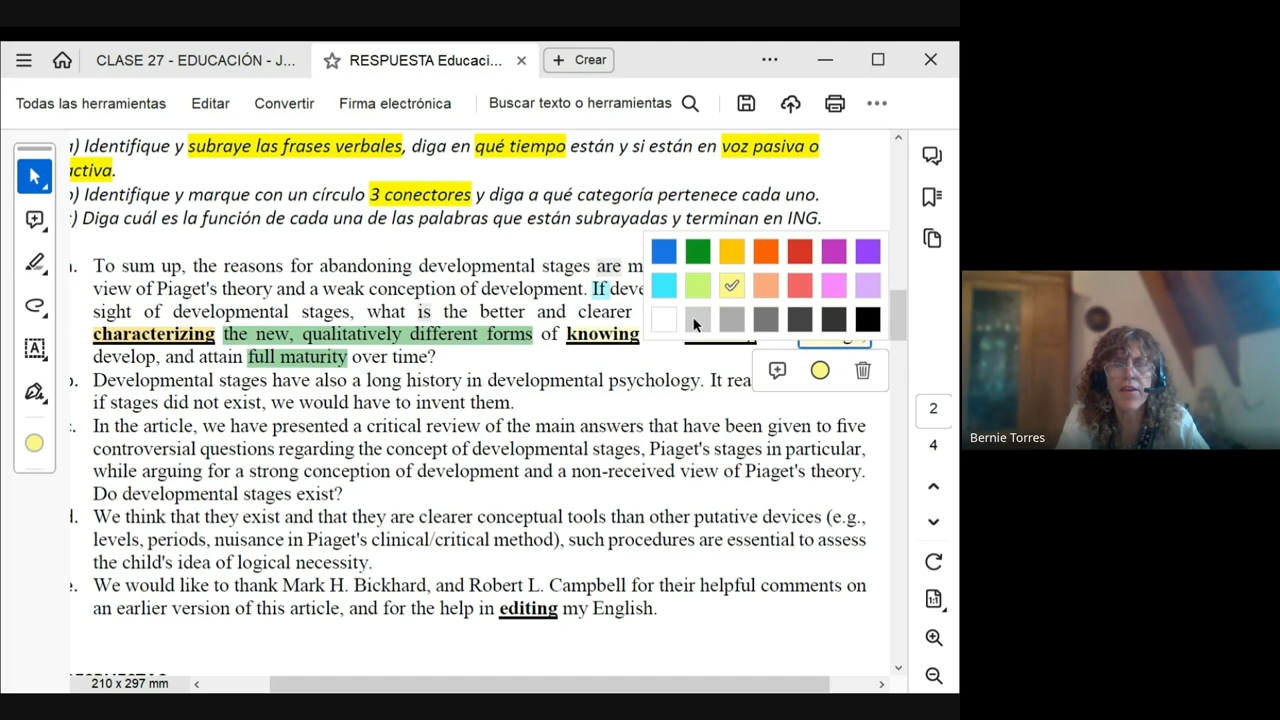 CLASE 27 - EDUCACIÓN - J...
RESPUESTA Educaci...
Crear
Todas las herramientas
Editar
Convertir
Firma electrónica
Buscar texto o herramientas
) Identifique y subraye las frases verbales, diga en qué tiempo están y si están en voz pasiva o
activa.
) Identifique y marque con un círculo 3 conectores y diga a qué categoría pertenece cada uno.
) Diga cuál es la función de cada una de las palabras que están subrayadas y terminan en ING.
To sum up, the reasons for abandoning developmental stages are m
view of Piaget's theory and a weak conception of development. If deve
sight of developmental stages, what is the better and clearer
characterizing the new, qualitatively different forms of knowing
develop, and attain full maturity over time?
Developmental stages have also a long history in developmental psychology. It rea
if stages did not exist, we would have to invent them.
In the article, we have presented a critical review of the main answers that have been given to five
controversial questions regarding the concept of developmental stages, Piaget's stages in particular,
while arguing for a strong conception of development and a non-received view of Piaget's theory.
Do developmental stages exist?
d. We think that they exist and that they are clearer conceptual tools than other putative devices (e.g.,
levels, periods, nuisance in Piaget's clinical/critical method), such procedures are essential to assess
the child's idea of logical necessity.
We would like to thank Mark H. Bickhard, and Robert L. Campbell for their helpful comments on
an earlier version of this article, and for the help in editing my English.
210 x 297 mm
2
4
Bernie Torres